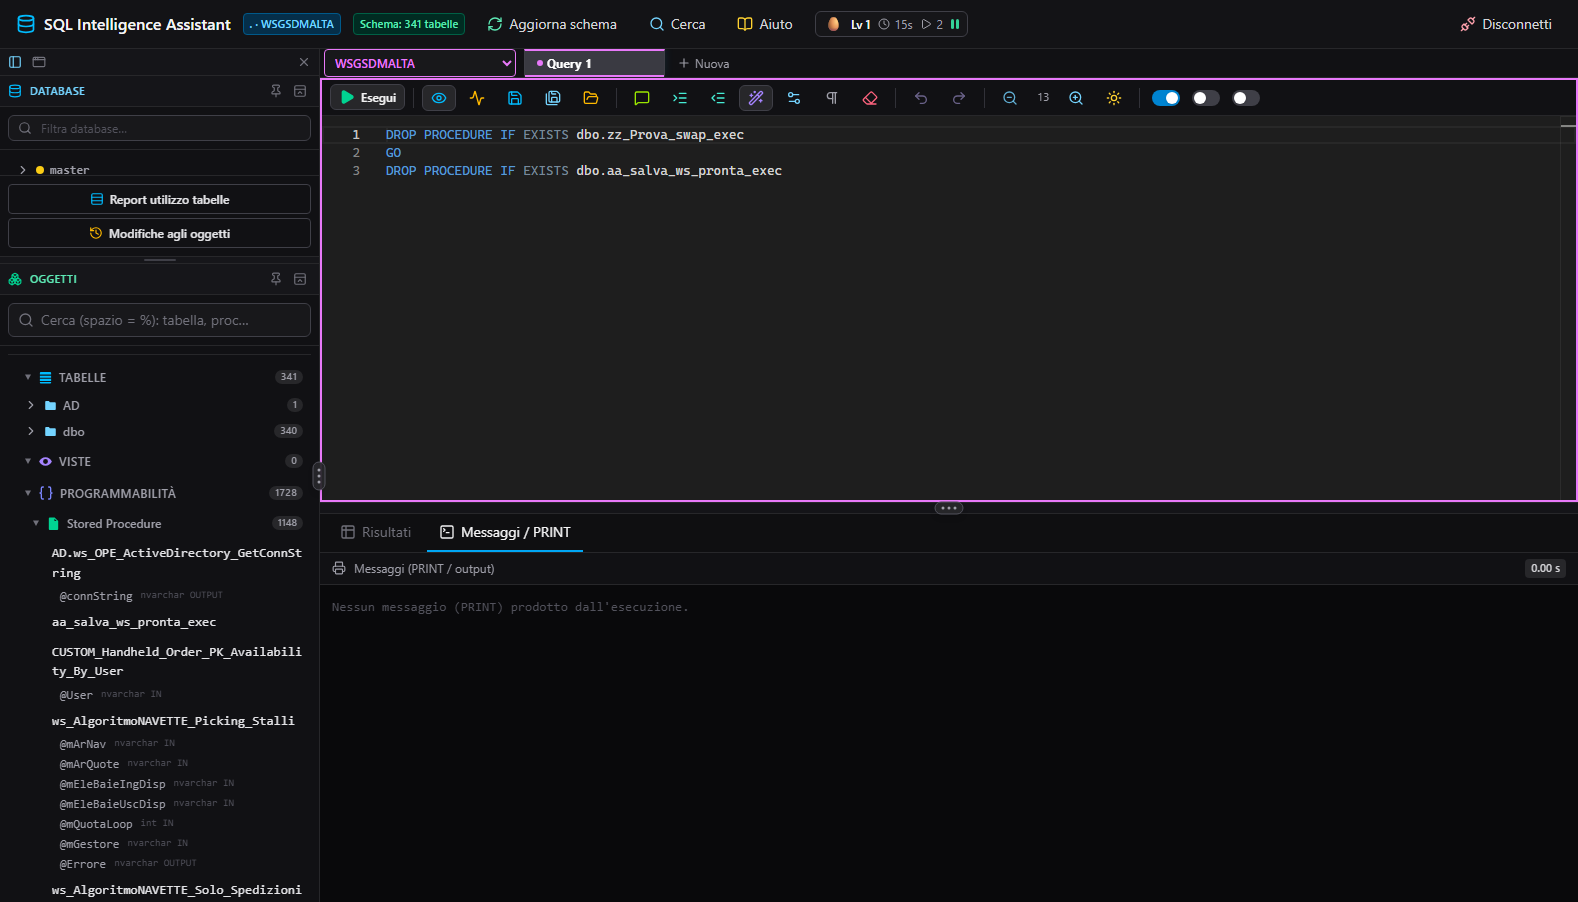 SQL Intelligence Assistant
..WSGSDMALTA
Schema: 341 tabelle
Aggiorna schema
Cerca
Aiuto
Lv 1
15s
2
Disconnetti
DATABASE
Filtra database...
master
Report utilizzo tabelle
Modifiche agli oggetti
OGGETTI
Cerca (spazio = %): tabella, proc...
TABELLE 341
AD 1
dbo 340
VISTE 0
PROGRAMMABILITÀ 1728
Stored Procedure 1148
AD.ws_OPE_ActiveDirectory_GetConnSt
ring
@connString nvarchar OUTPUT
aa_salva_ws_pronta_exec
CUSTOM_Handheld_Order_PK_Availabili
ty_By_User
@User nvarchar IN
ws_AlgoritmoNAVETTE_Picking_Stalli
@mArNav nvarchar IN
@mArQuote nvarchar IN
@mEleBaieIngDisp nvarchar IN
@mEleBaieUscDisp nvarchar IN
@mQuotaLoop int IN
@mGestore nvarchar IN
@Errore nvarchar OUTPUT
ws_AlgoritmoNAVETTE_Solo_Spedizioni
WSGSDMALTA
Query 1
Nuova
Esegui
13
1 DROP PROCEDURE IF EXISTS dbo.zz_Prova_swap_exec
2 GO
3 DROP PROCEDURE IF EXISTS dbo.aa_salva_ws_pronta_exec
Risultati
Messaggi / PRINT
Messaggi (PRINT / output)
0.00 s
Nessun messaggio (PRINT) prodotto dall'esecuzione.